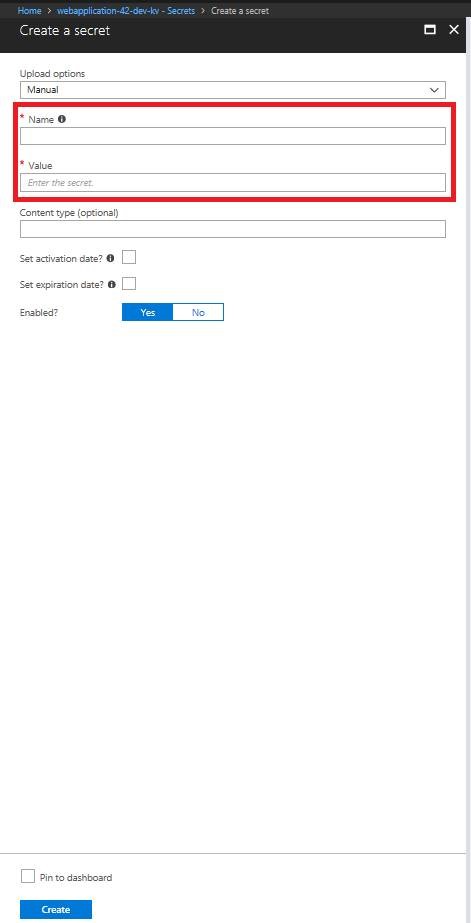 Home > webapplication-42-dev-kv - Secrets > Create a secret
Create a secret
Upload options
Manual
* Name
* Value
Enter the secret.
Content type (optional)
Set activation date?
Set expiration date?
Enabled? Yes No
Pin to dashboard
Create